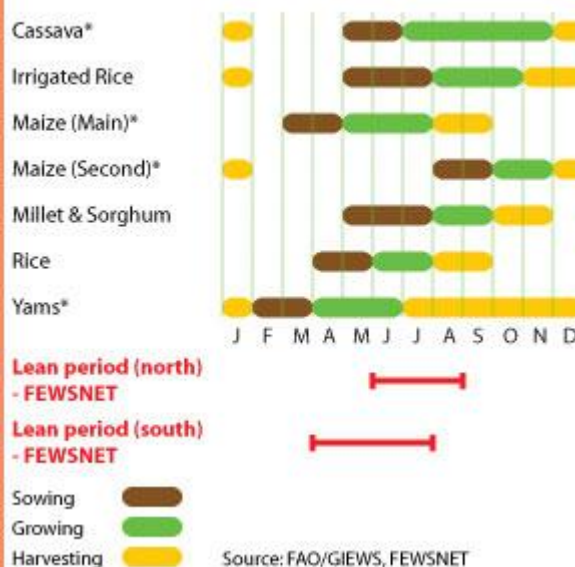 Cassava*
Irrigated Rice
Maize (Main)*
Maize (Second)*
Millet & Sorghum
Rice
Yams*
J F M A M J J A S O N D
Lean period (north)
- FEWSNET
Lean period (south)
- FEWSNET
Sowing
Growing
Harvesting
Source: FAO/GIEWS, FEWSNET